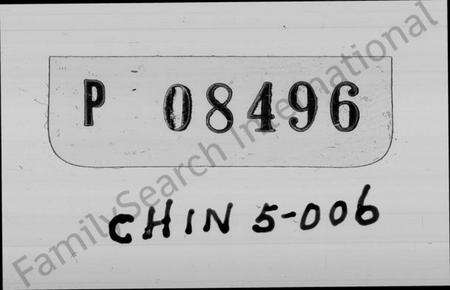 P 08496
CHIN 5-006
FamilySearch International